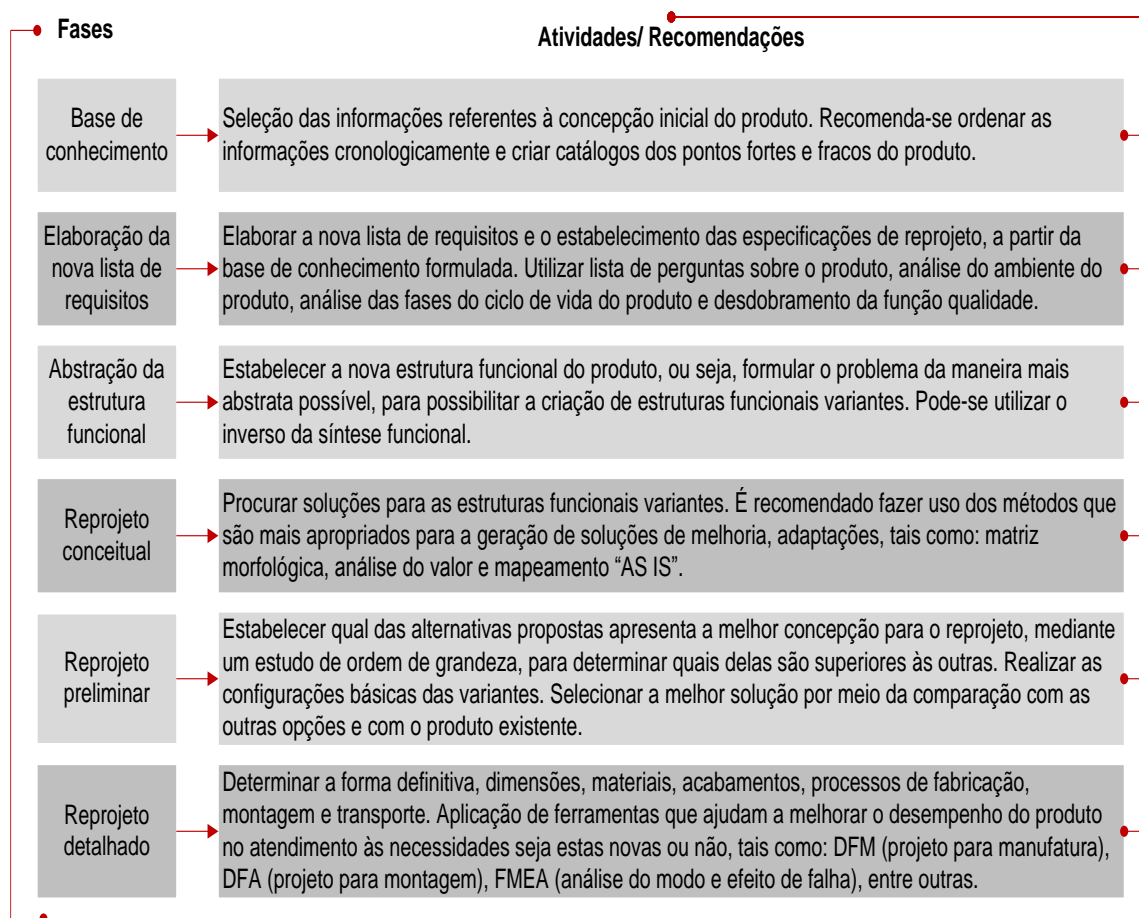 Fases
Atividades/ Recomendações
Base de
conhecimento
Seleção das informações referentes à concepção inicial do produto. Recomenda-se ordenar as
informações cronologicamente e criar catálogos dos pontos fortes e fracos do produto.
Elaboração da
nova lista de
requisitos
Elaborar a nova lista de requisitos e o estabelecimento das especificações de reprojeto, a partir da
base de conhecimento formulada. Utilizar lista de perguntas sobre o produto, análise do ambiente do
produto, análise das fases do ciclo de vida do produto e desdobramento da função qualidade.
Abstração da
estrutura
funcional
Estabelecer a nova estrutura funcional do produto, ou seja, formular o problema da maneira mais
abstrata possível, para possibilitar a criação de estruturas funcionais variantes. Pode-se utilizar o
inverso da síntese funcional.
Reprojeto
conceitual
Procurar soluções para as estruturas funcionais variantes. É recomendado fazer uso dos métodos que
são mais apropriados para a geração de soluções de melhoria, adaptações, tais como: matriz
morfológica, análise do valor e mapeamento “AS IS”.
Reprojeto
preliminar
Estabelecer qual das alternativas propostas apresenta a melhor concepção para o reprojeto, mediante
um estudo de ordem de grandeza, para determinar quais delas são superiores às outras. Realizar as
configurações básicas das variantes. Selecionar a melhor solução por meio da comparação com as
outras opções e com o produto existente.
Reprojeto
detalhado
Determinar a forma definitiva, dimensões, materiais, acabamentos, processos de fabricação,
montagem e transporte. Aplicação de ferramentas que ajudam a melhorar o desempenho do produto
no atendimento às necessidades seja estas novas ou não, tais como: DFM (projeto para manufatura),
DFA (projeto para montagem), FMEA (análise do modo e efeito de falha), entre outras.